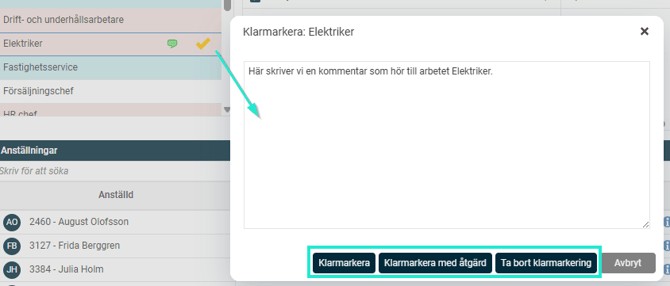 Drift- och underhållsarbetare
Elektriker
Fastighetsservice
Försäljningschef
HR chef
Anställningar
Skriv för att söka
Anställd
AO 2460 - August Olofsson
FB 3127 - Frida Berggren
JH 3384 - Julia Holm
Klarmarkera: Elektriker ×
Här skriver vi en kommentar som hör till arbetet Elektriker.
Klarmarkera Klarmarkera med åtgärd Ta bort klarmarkering Avbryt